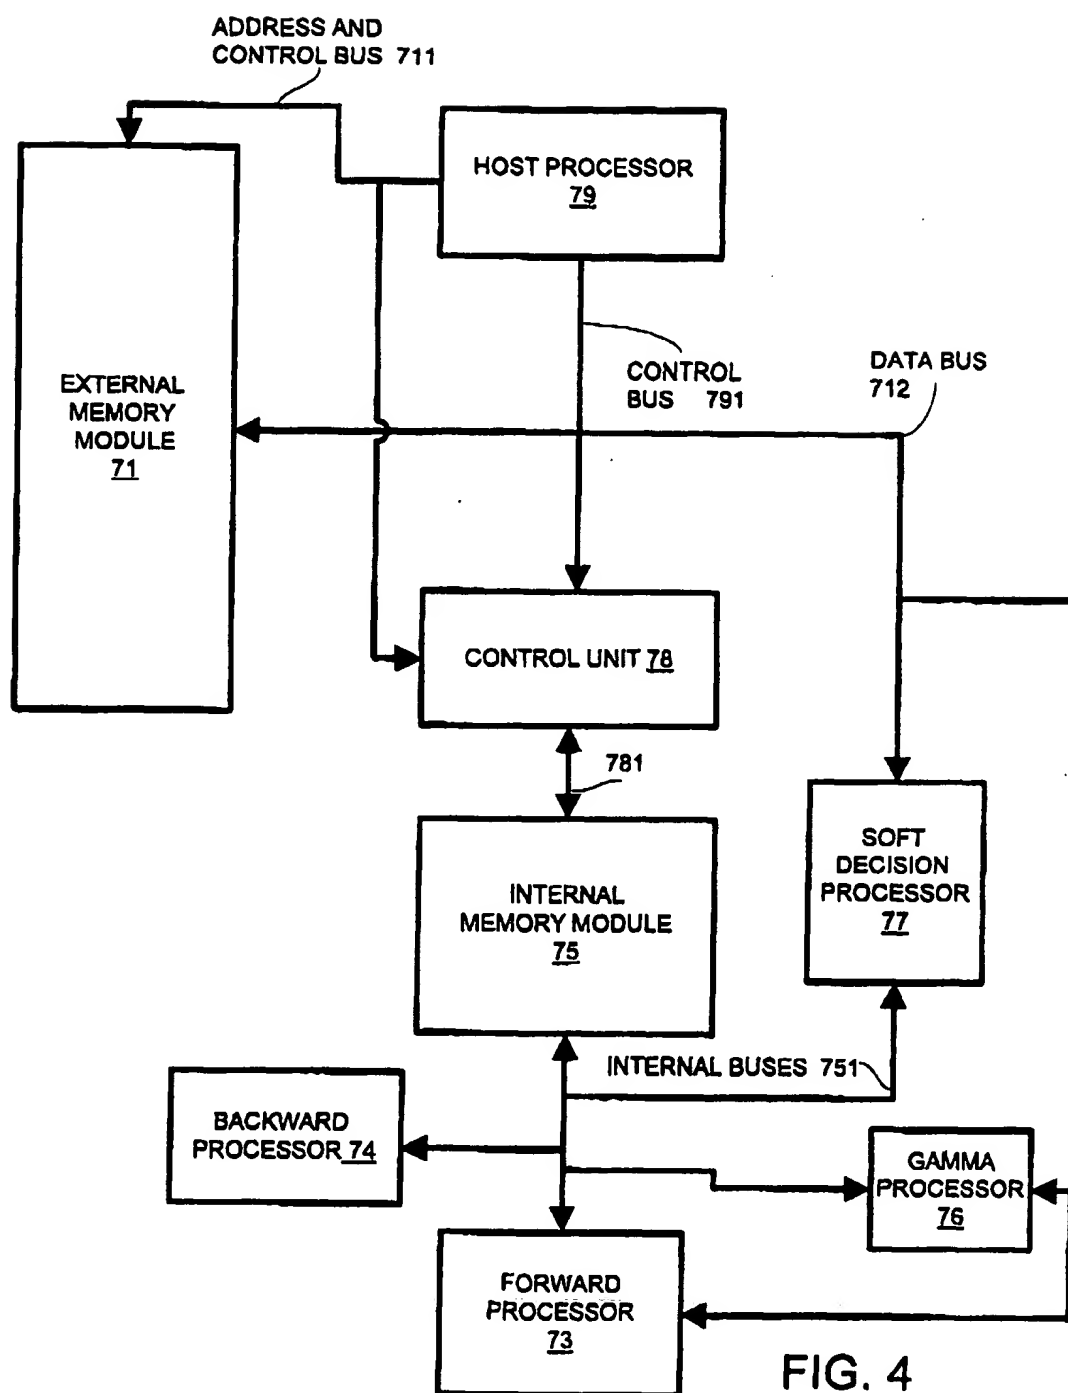 ADDRESS AND
CONTROL BUS 711
HOST PROCESSOR
79
EXTERNAL
MEMORY
MODULE
71
CONTROL
BUS 791
DATA BUS
712
CONTROL UNIT 78
781
INTERNAL
MEMORY MODULE
75
SOFT
DECISION
PROCESSOR
77
INTERNAL BUSES 751
BACKWARD
PROCESSOR 74
GAMMA
PROCESSOR
76
FORWARD
PROCESSOR
73
FIG. 4